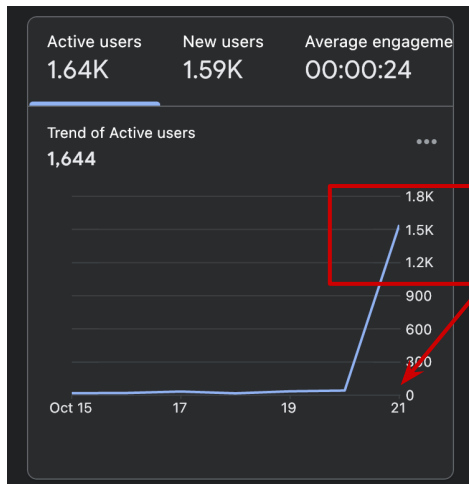 Active users New users Average engageme
1.64K 1.59K 00:00:24
Trend of Active users
1,644
1.8K
1.5K
1.2K
900
600
300
0
Oct 15 17 19 21